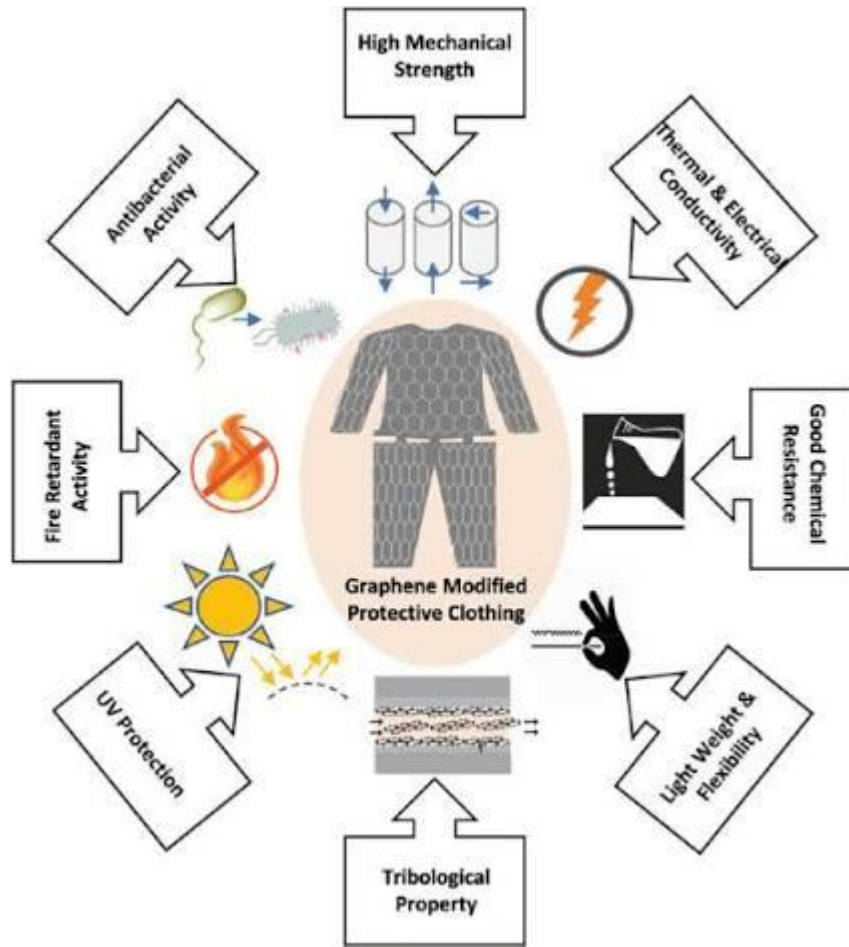 High Mechanical
Strength
Thermal & Electrical
Conductivity
Good Chemical
Resistance
Light Weight &
Flexibility
Tribological
Property
UV Protection
Fire Retardant
Activity
Antibacterial
Activity
Graphene Modified
Protective Clothing